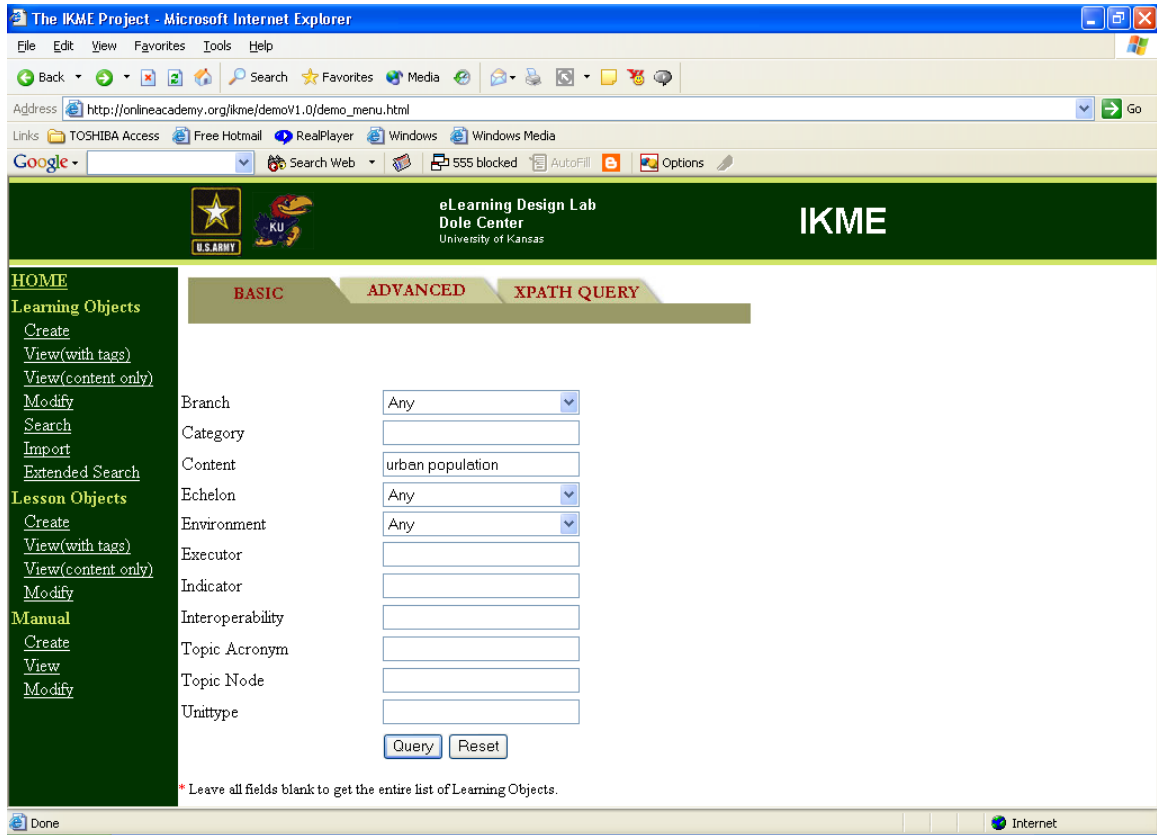 The IKME Project - Microsoft Internet Explorer
File Edit View Favorites Tools Help
Back Search Favorites Media
Address http://onlineacademy.org/ikme/demoV1.0/demo_menu.html Go
Links TOSHIBA Access Free Hotmail RealPlayer Windows Windows Media
Google Search Web 555 blocked AutoFill Options
U.S.ARMY
KU
eLearning Design Lab
Dole Center
University of Kansas
IKME
HOME
Learning Objects
Create
View(with tags)
View(content only)
Modify
Search
Import
Extended Search
Lesson Objects
Create
View(with tags)
View(content only)
Modify
Manual
Create
View
Modify
BASIC ADVANCED XPATH QUERY
Branch Any
Category
Content urban population
Echelon Any
Environment Any
Executor
Indicator
Interoperability
Topic Acronym
Topic Node
Unittype
Query Reset
* Leave all fields blank to get the entire list of Learning Objects.
Done Internet